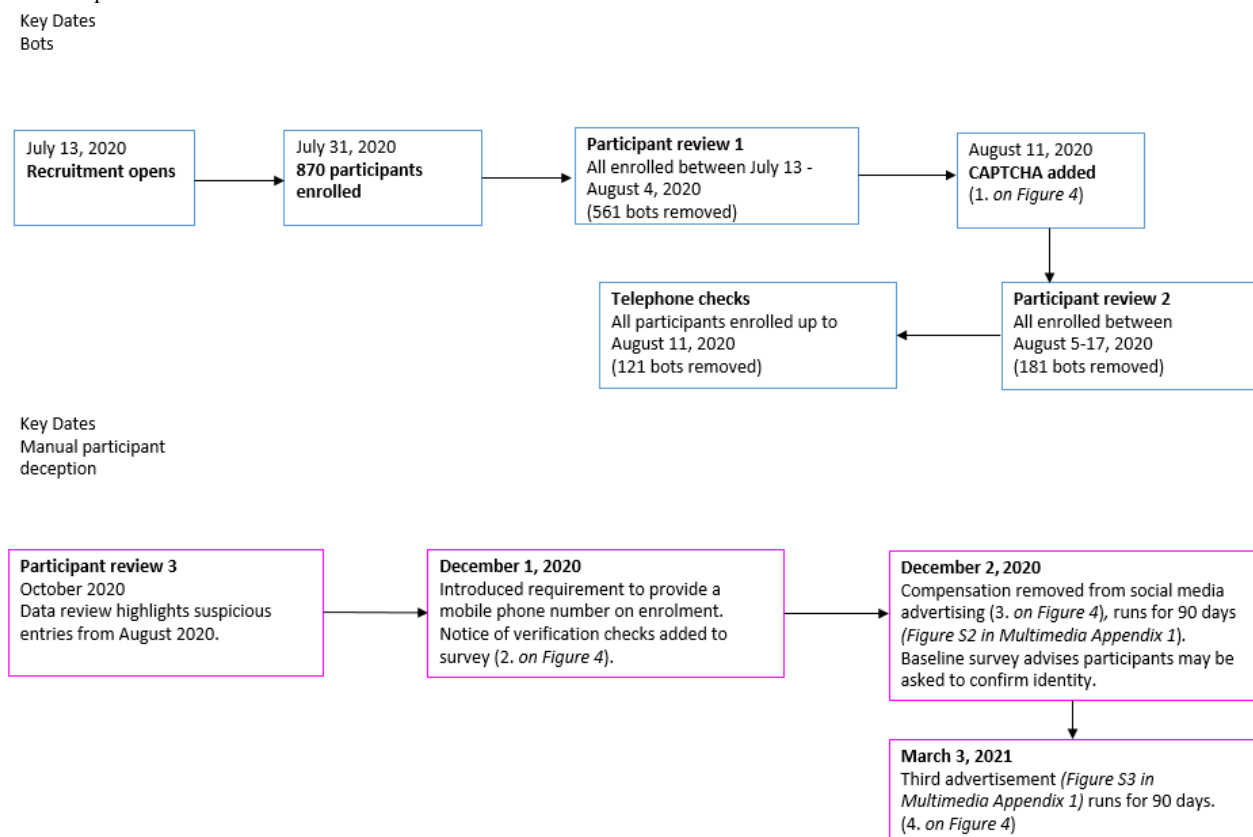 Key Dates
Bots
July 13, 2020
Recruitment opens
July 31, 2020
870 participants
enrolled
Participant review 1
All enrolled between July 13 -
August 4, 2020
(561 bots removed)
August 11, 2020
CAPTCHA added
(1. on Figure 4)
Participant review 2
All enrolled between
August 5-17, 2020
(181 bots removed)
Telephone checks
All participants enrolled up to
August 11, 2020
(121 bots removed)
Key Dates
Manual participant
deception
Participant review 3
October 2020
Data review highlights suspicious
entries from August 2020.
December 1, 2020
Introduced requirement to provide a
mobile phone number on enrolment.
Notice of verification checks added to
survey (2. on Figure 4).
December 2, 2020
Compensation removed from social media
advertising (3. on Figure 4), runs for 90 days
(Figure S2 in Multimedia Appendix 1).
Baseline survey advises participants may be
asked to confirm identity.
March 3, 2021
Third advertisement (Figure S3 in
Multimedia Appendix 1) runs for 90 days.
(4. on Figure 4)